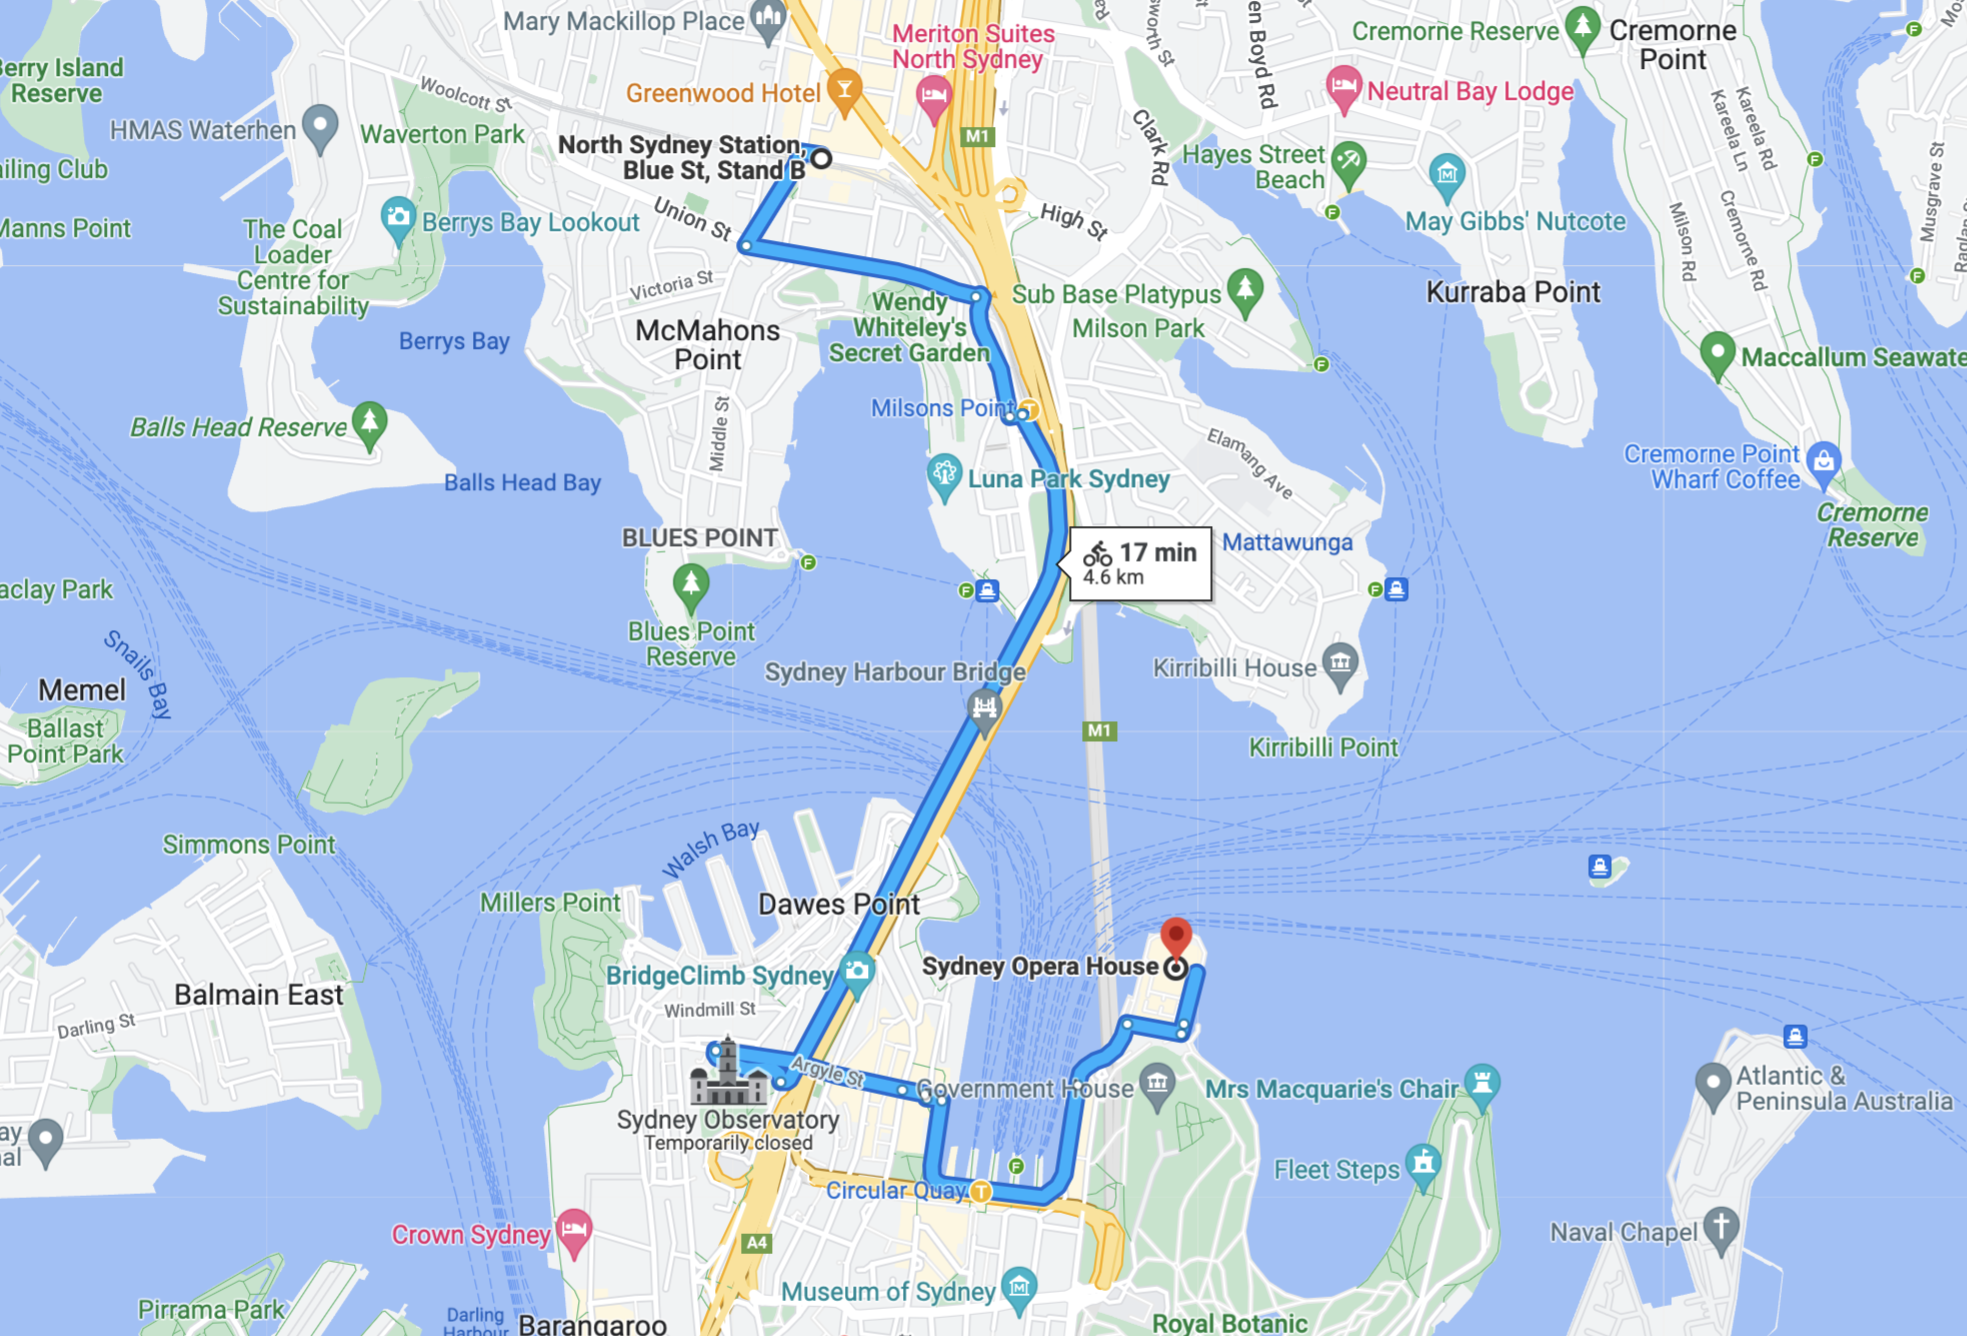 Mary Mackillop Place
Meriton Suites
North Sydney
Cremorne Reserve
Cremorne
Point
Berry Island
Reserve
Woolcott St
Greenwood Hotel
M1
Neutral Bay Lodge
Kareela Rd
Kareela Ln
HMAS Waterhen
Waverton Park
North Sydney Station,
Blue St, Stand B
Clark Rd
Hayes Street
Beach
Musgrave St
Manns Point
The Coal
Loader
Centre for
Sustainability
Berrys Bay Lookout
Union St
High St
May Gibbs' Nutcote
Milson Rd
Cremorne Rd
Victoria St
Wendy
Whiteley's
Secret Garden
Sub Base Platypus
Milson Park
Kurraba Point
Berrys Bay
McMahons
Point
Maccallum Seawate
Balls Head Reserve
Middle St
Milsons Point
Elamang Ave
Cremorne Point
Wharf Coffee
Balls Head Bay
Luna Park Sydney
Cremorne
Reserve
BLUES POINT
17 min
4.6 km
Mattawunga
aclay Park
Blues Point
Reserve
Snails Bay
Memel
Ballast
Point Park
Sydney Harbour Bridge
Kirribilli House
M1
Kirribilli Point
Simmons Point
Walsh Bay
Millers Point
Dawes Point
BridgeClimb Sydney
Sydney Opera House
Balmain East
Darling St
Windmill St
Argyle St
Government House
Mrs Macquarie's Chair
Atlantic &
Peninsula Australia
Sydney Observatory
Temporarily closed
Fleet Steps
Circular Quay
Crown Sydney
A4
Naval Chapel
Museum of Sydney
Pirrama Park
Darling
Harbour
Barangaroo
Royal Botanic